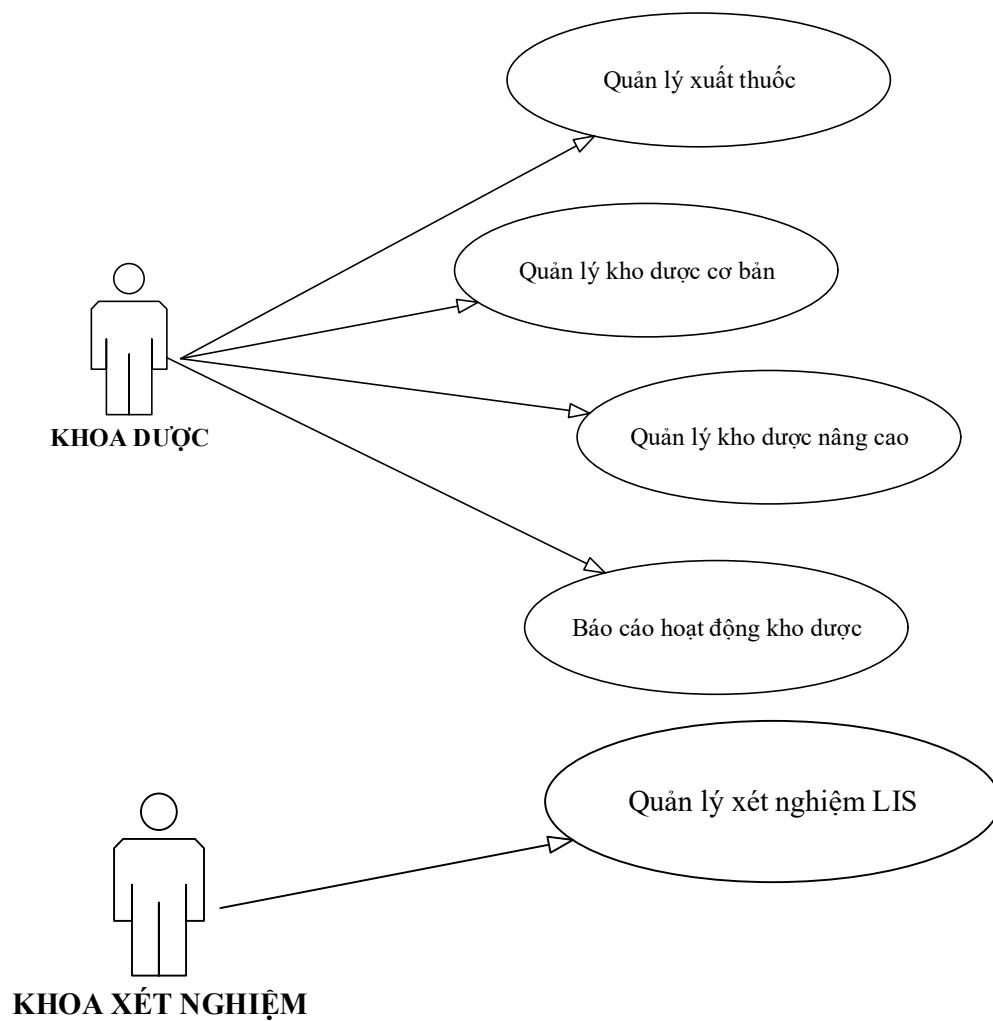 Quản lý xuất thuốc
Quản lý kho dược cơ bản
Quản lý kho dược nâng cao
KHOA DƯỢC
Báo cáo hoạt động kho dược
Quản lý xét nghiệm LIS
KHOA XÉT NGHIỆM